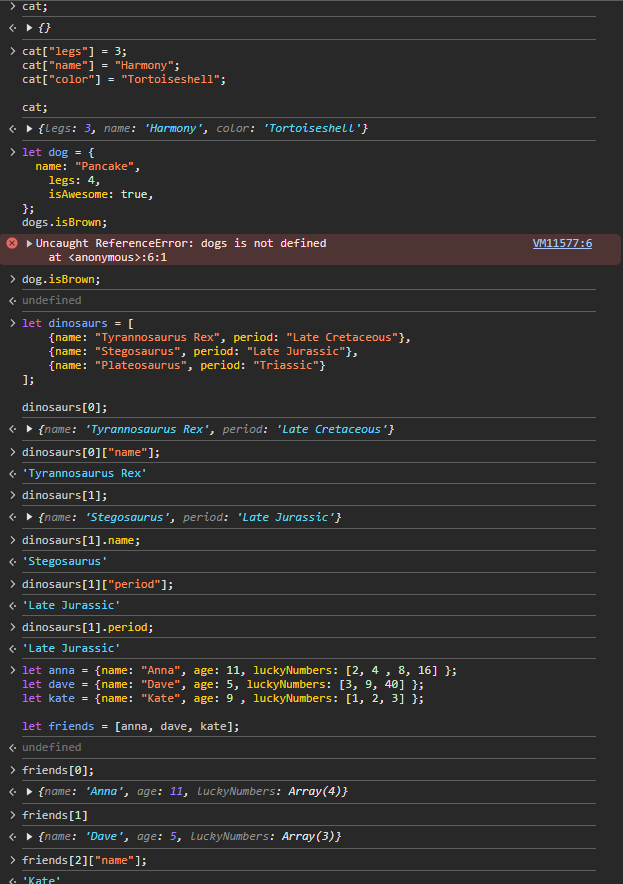 > cat;
< ▶ {}
> cat["legs"] = 3;
cat["name"] = "Harmony";
cat["color"] = "Tortoiseshell";
cat;
< ▶ {legs: 3, name: 'Harmony', color: 'Tortoiseshell'}
> let dog = {
name: "Pancake",
legs: 4,
isAwesome: true,
};
dogs.isBrown;
▶ Uncaught ReferenceError: dogs is not defined VM11577:6
at <anonymous>:6:1
> dog.isBrown;
< undefined
> let dinosaurs = [
{name: "Tyrannosaurus Rex", period: "Late Cretaceous"},
{name: "Stegosaurus", period: "Late Jurassic"},
{name: "Plateosaurus", period: "Triassic"}
];
dinosaurs[0];
< ▶ {name: 'Tyrannosaurus Rex', period: 'Late Cretaceous'}
> dinosaurs[0]["name"];
< 'Tyrannosaurus Rex'
> dinosaurs[1];
< ▶ {name: 'Stegosaurus', period: 'Late Jurassic'}
> dinosaurs[1].name;
< 'Stegosaurus'
> dinosaurs[1]["period"];
< 'Late Jurassic'
> dinosaurs[1].period;
< 'Late Jurassic'
> let anna = {name: "Anna", age: 11, luckyNumbers: [2, 4 , 8, 16] };
let dave = {name: "Dave", age: 5, luckyNumbers: [3, 9, 40] };
let kate = {name: "Kate", age: 9 , luckyNumbers: [1, 2, 3] };
let friends = [anna, dave, kate];
< undefined
> friends[0];
< ▶ {name: 'Anna', age: 11, luckyNumbers: Array(4)}
> friends[1]
< ▶ {name: 'Dave', age: 5, luckyNumbers: Array(3)}
> friends[2]["name"];
< 'Kate'